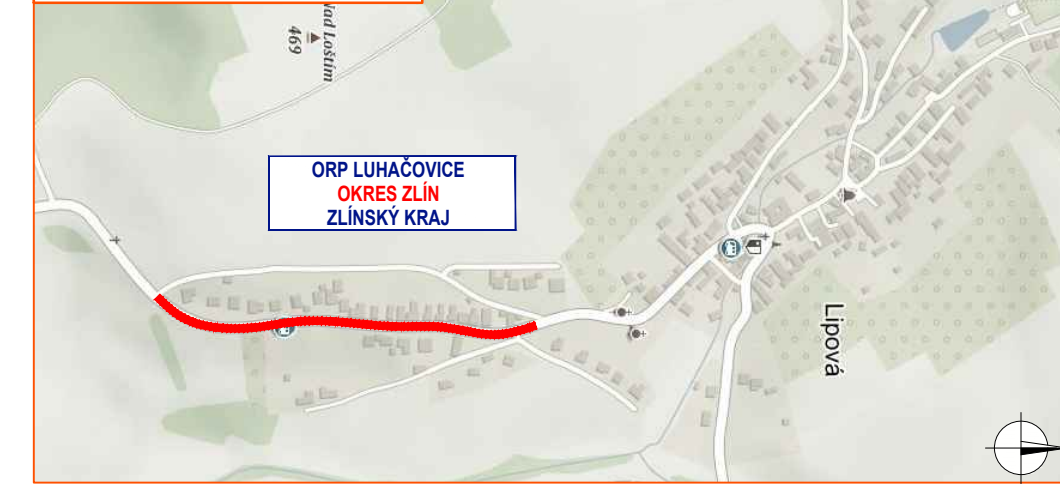 Nad Loštím
469
ORP LUHAČOVICE
OKRES ZLÍN
ZLÍNSKÝ KRAJ
Lipová